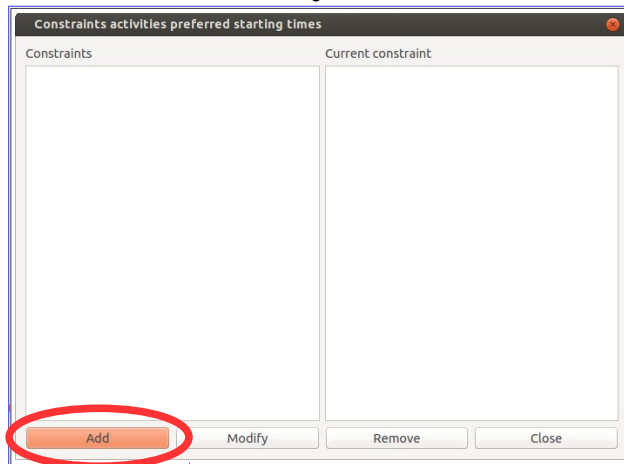 Constraints activities preferred starting times
Constraints Current constraint
Add Modify Remove Close